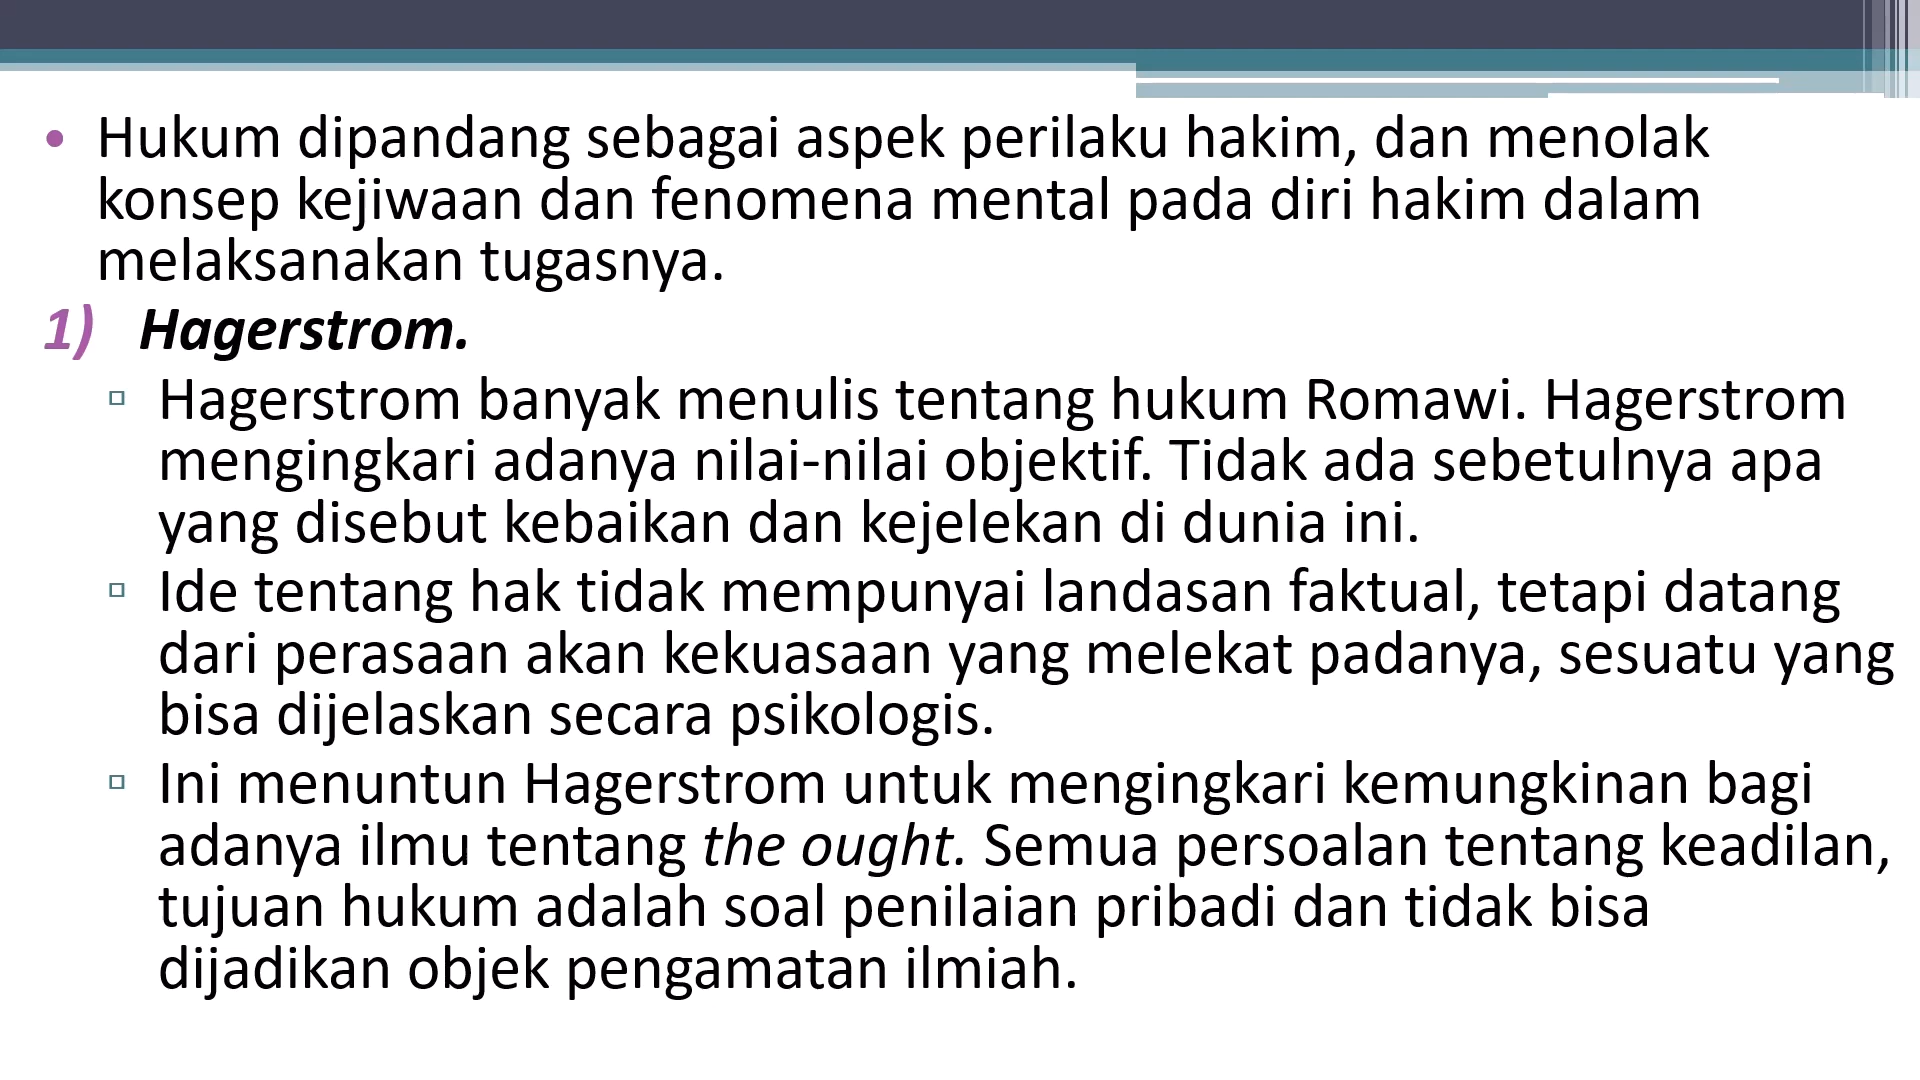 • Hukum dipandang sebagai aspek perilaku hakim, dan menolak
konsep kejiwaan dan fenomena mental pada diri hakim dalam
melaksanakan tugasnya.
1) Hagerstrom.
▫ Hagerstrom banyak menulis tentang hukum Romawi. Hagerstrom
mengingkari adanya nilai-nilai objektif. Tidak ada sebetulnya apa
yang disebut kebaikan dan kejelekan di dunia ini.
▫ Ide tentang hak tidak mempunyai landasan faktual, tetapi datang
dari perasaan akan kekuasaan yang melekat padanya, sesuatu yang
bisa dijelaskan secara psikologis.
▫ Ini menuntun Hagerstrom untuk mengingkari kemungkinan bagi
adanya ilmu tentang the ought. Semua persoalan tentang keadilan,
tujuan hukum adalah soal penilaian pribadi dan tidak bisa
dijadikan objek pengamatan ilmiah.